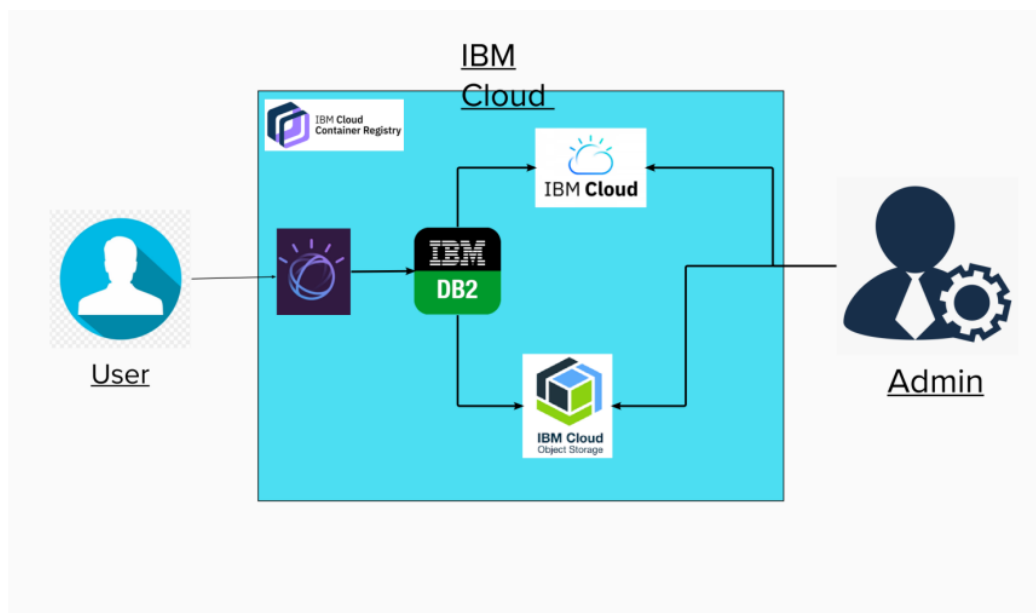 IBM
Cloud
IBM Cloud
Container Registry
IBM Cloud
IBM
DB2
User
IBM Cloud
Object Storage
Admin